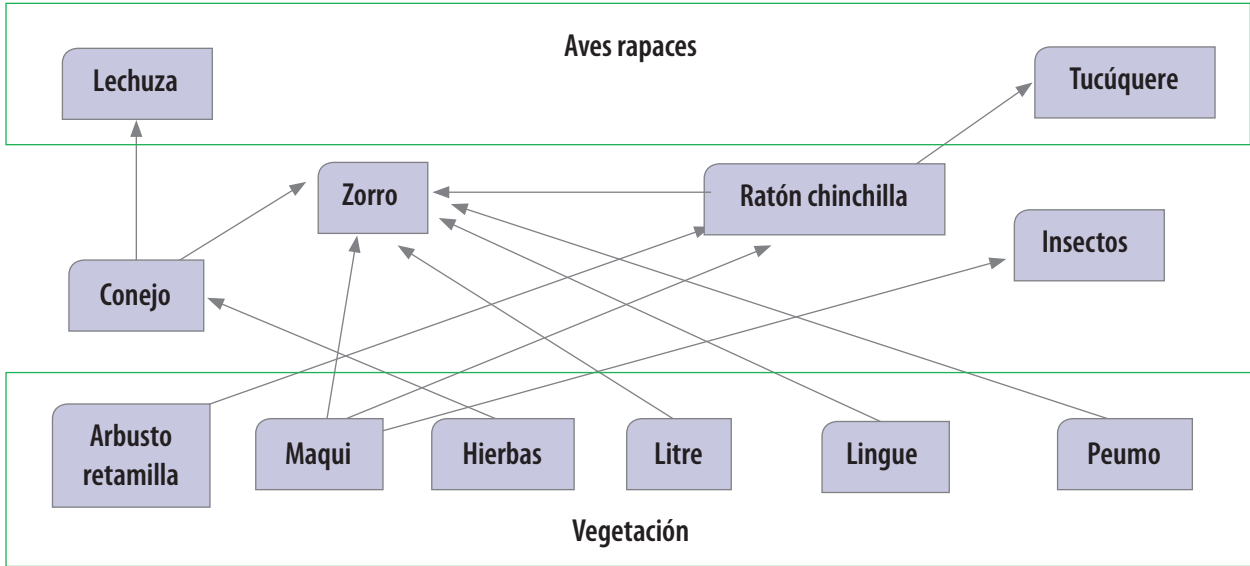 Aves rapaces
Lechuza
Tucúquere
Zorro
Ratón chinchilla
Insectos
Conejo
Arbusto
retamilla
Maqui
Hierbas
Litre
Lingue
Peumo
Vegetación